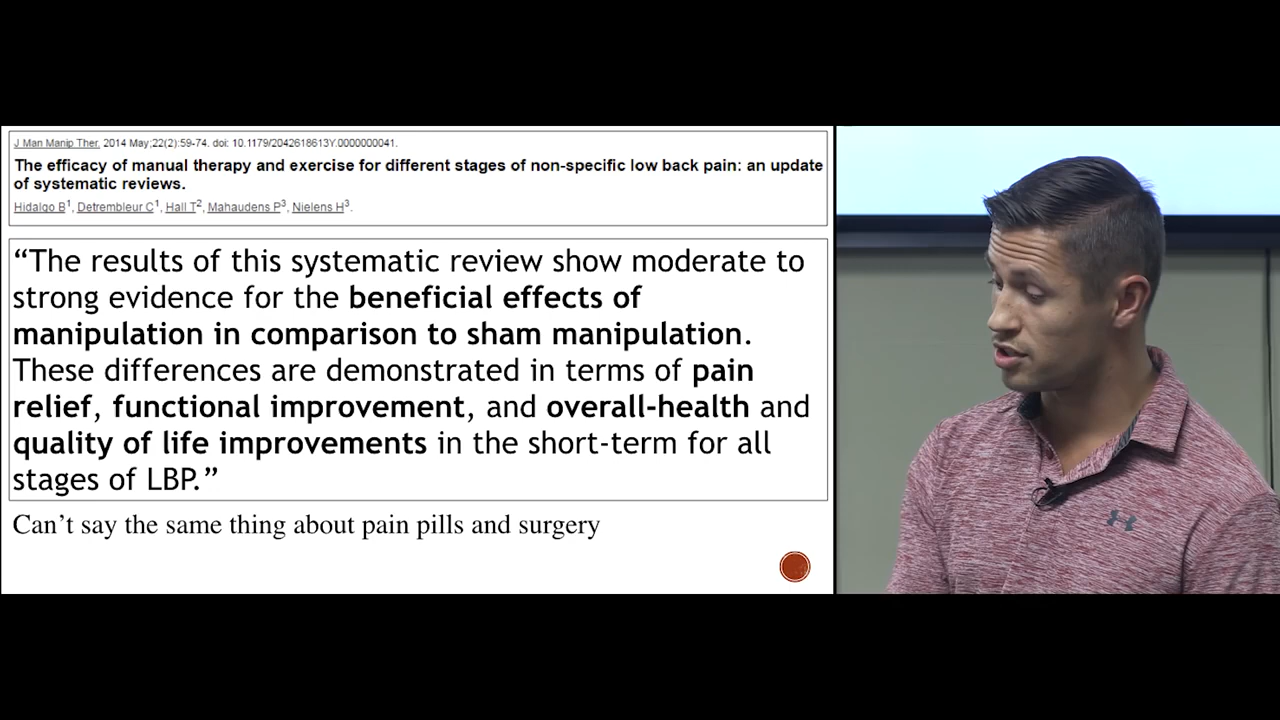 J Man Manip Ther. 2014 May;22(2):59-74. doi: 10.1179/2042618613Y.0000000041.
The efficacy of manual therapy and exercise for different stages of non-specific low back pain: an update
of systematic reviews.
Hidalgo B1, Detrembleur C1, Hall T2, Mahaudens P3, Nielens H3.
“The results of this systematic review show moderate to
strong evidence for the beneficial effects of
manipulation in comparison to sham manipulation.
These differences are demonstrated in terms of pain
relief, functional improvement, and overall-health and
quality of life improvements in the short-term for all
stages of LBP.”
Can’t say the same thing about pain pills and surgery